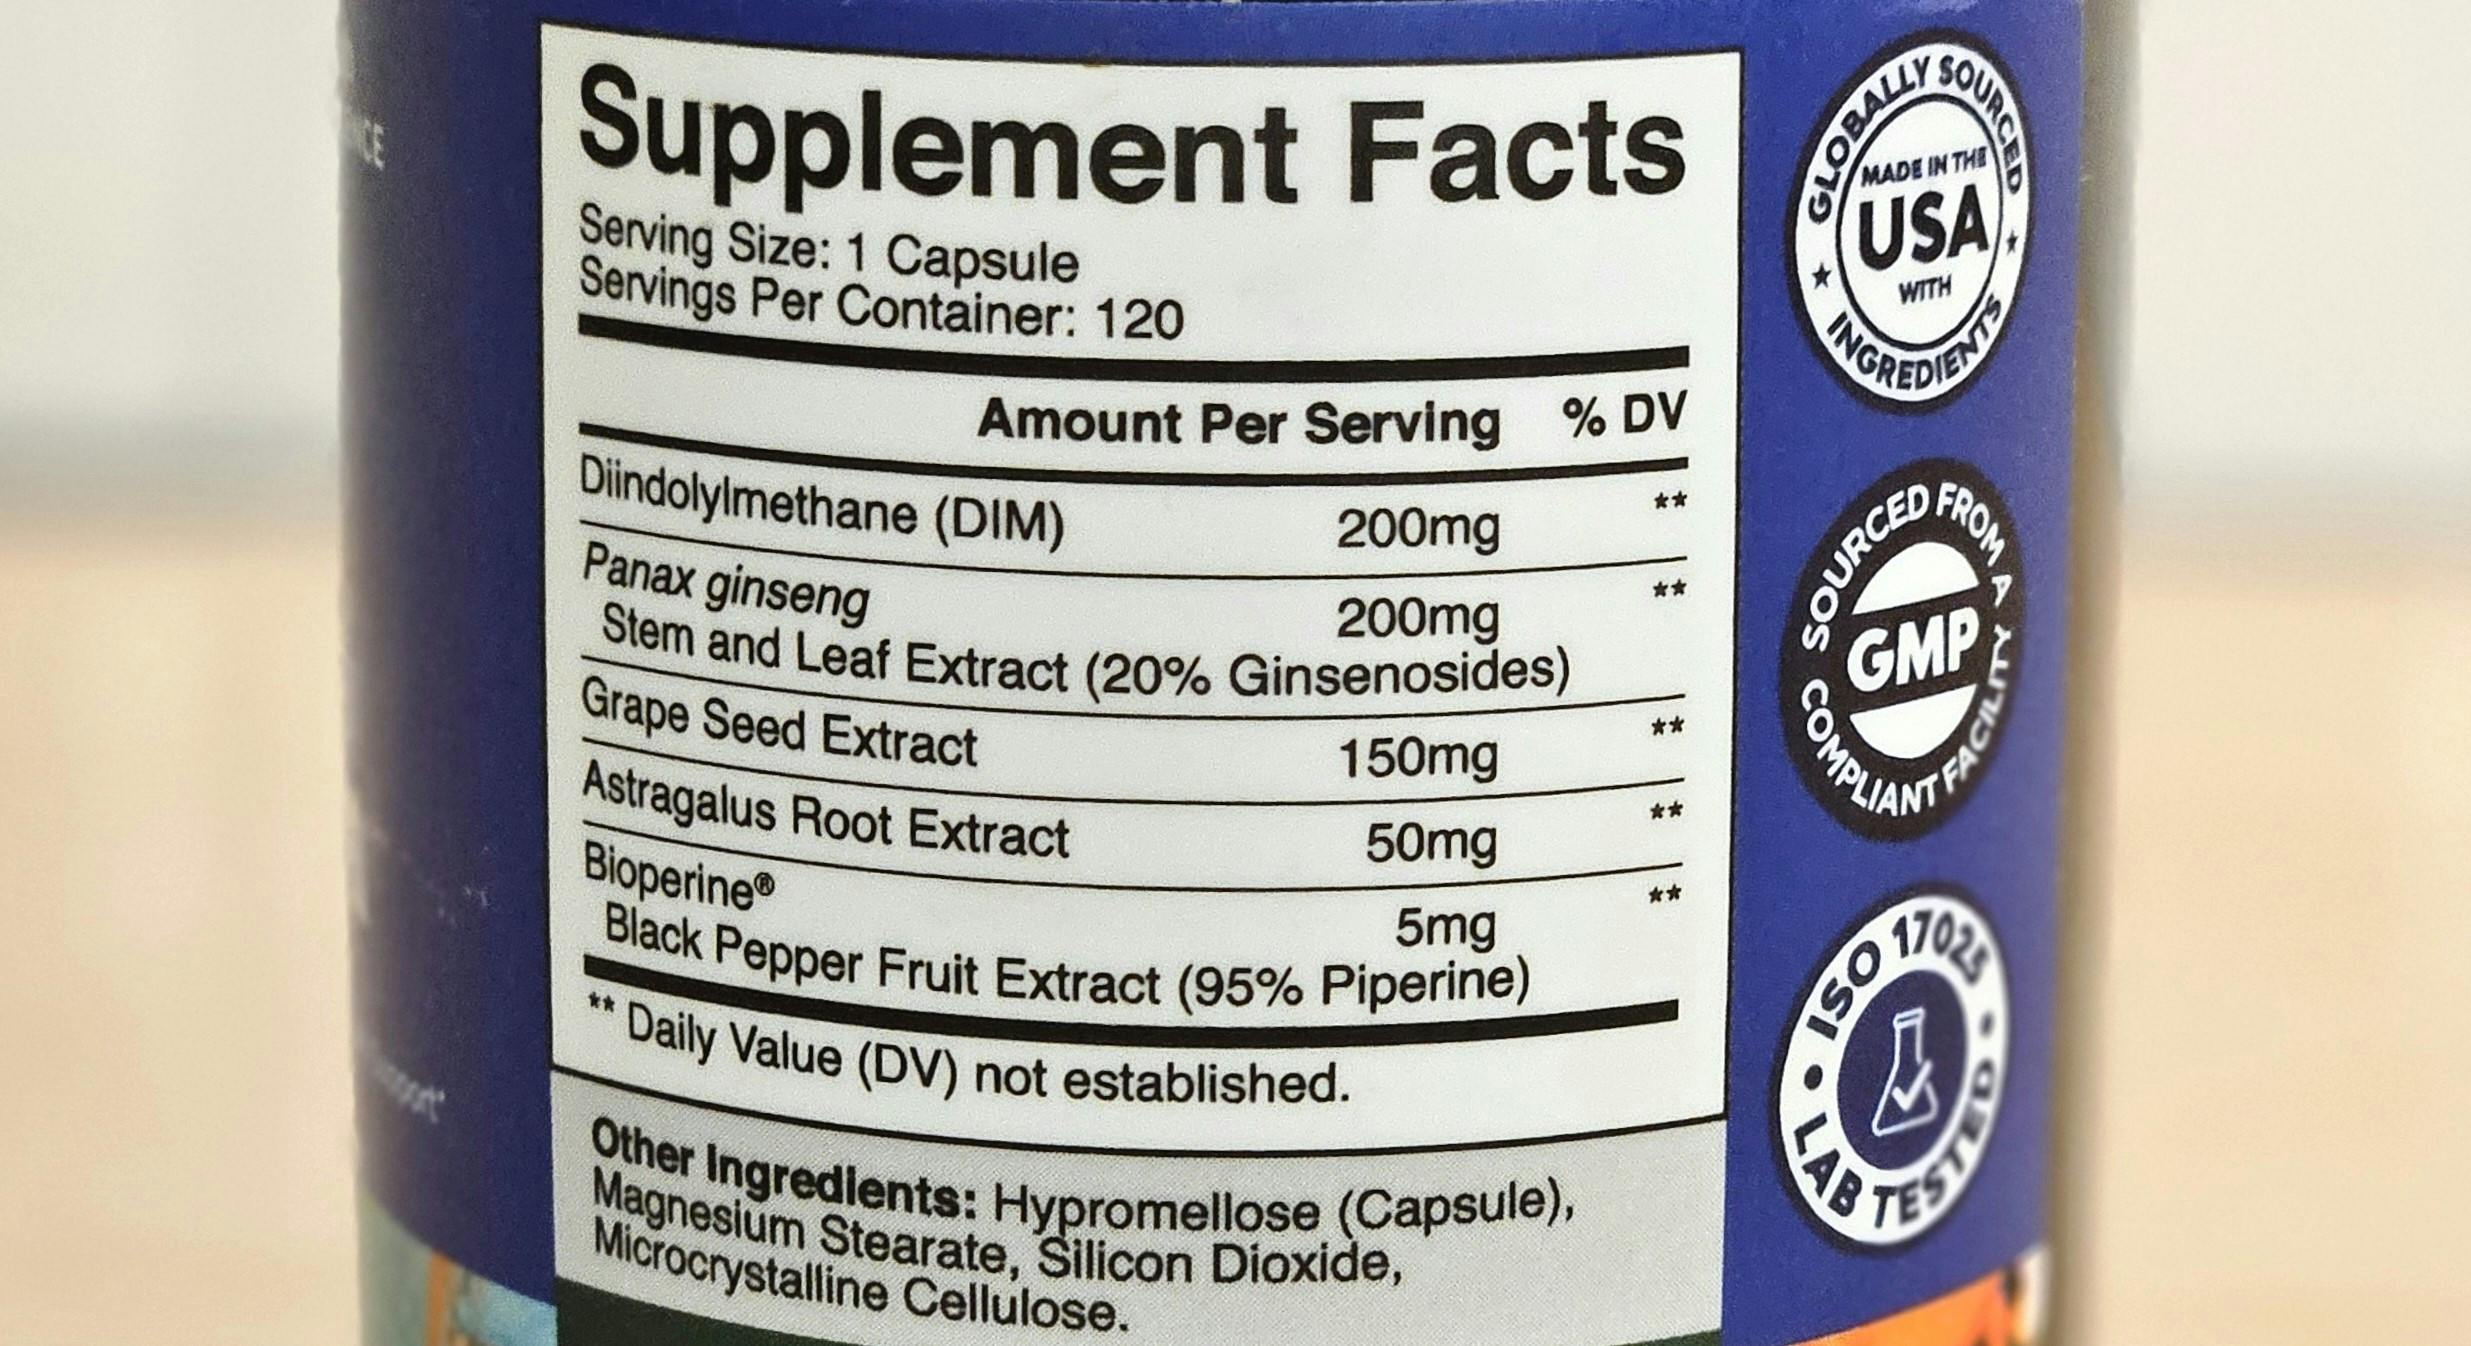 Supplement Facts
Serving Size: 1 Capsule
Servings Per Container: 120
Amount Per Serving % DV
Diindolylmethane (DIM) 200mg **
Panax ginseng 200mg **
Stem and Leaf Extract (20% Ginsenosides)
Grape Seed Extract 150mg **
Astragalus Root Extract 50mg **
Bioperine® 5mg **
Black Pepper Fruit Extract (95% Piperine)
** Daily Value (DV) not established.
Other Ingredients: Hypromellose (Capsule),
Magnesium Stearate, Silicon Dioxide,
Microcrystalline Cellulose.
GLOBALLY SOURCED
MADE IN THE
USA
WITH
INGREDIENTS
SOURCED FROM A
GMP
COMPLIANT FACILITY
ISO 17025
LAB TESTED